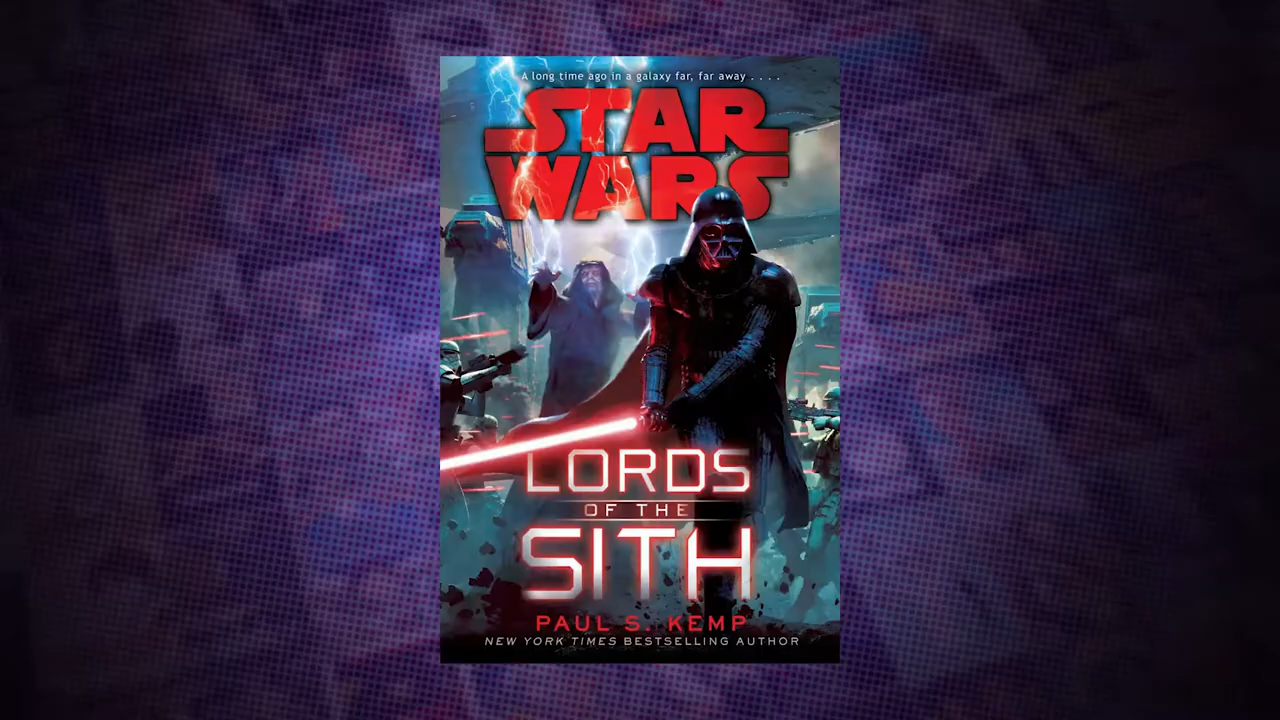 A long time ago in a galaxy far, far away . . . .
STAR
WARS®
LORDS
OF THE
SITH
PAUL S. KEMP
NEW YORK TIMES BESTSELLING AUTHOR